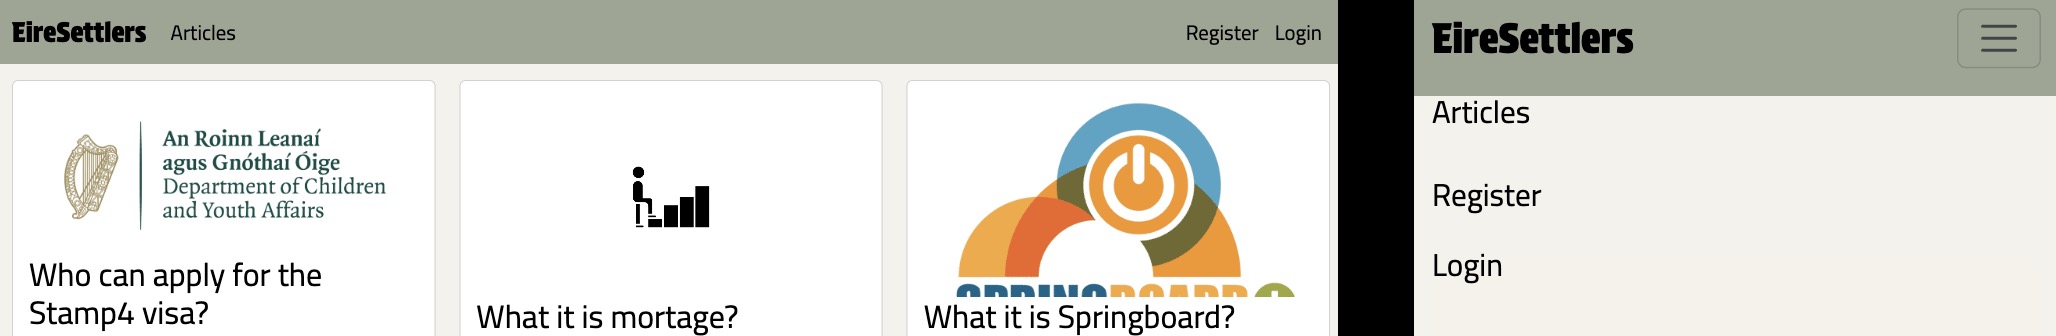 EireSettlers Articles Register Login
An Roinn Leanaí
agus Gnóthaí Óige
Department of Children
and Youth Affairs
Who can apply for the
Stamp4 visa?
What it is mortage?
SPRINGBOARD
What it is Springboard?
EireSettlers
Articles
Register
Login